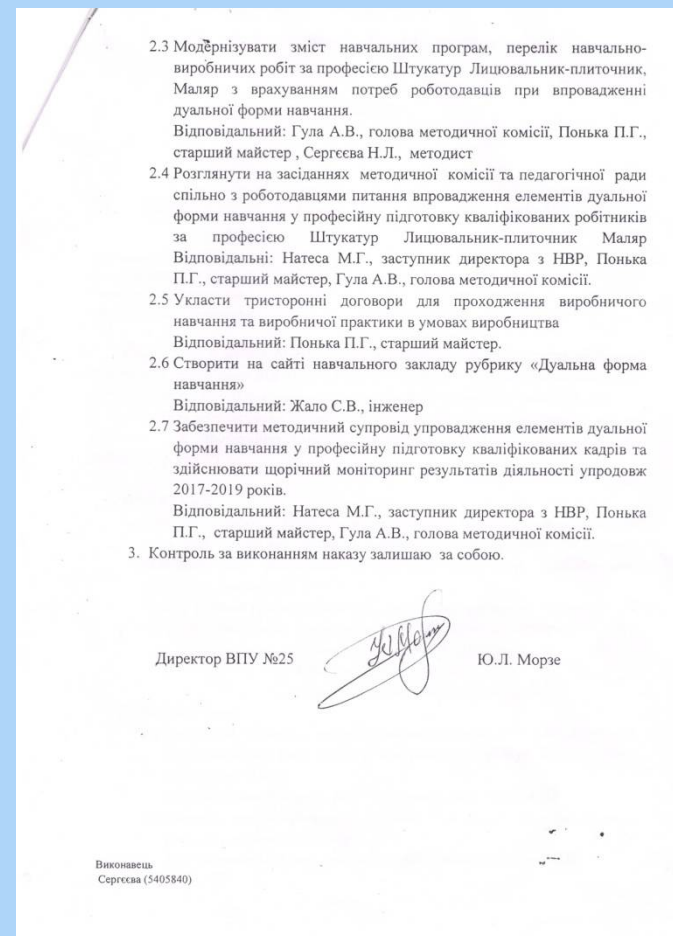 2.3 Модернізувати зміст навчальних програм, перелік навчально-
виробничих робіт за професією Штукатур Лицювальник-плиточник,
Маляр з врахуванням потреб роботодавців при впровадженні
дуальної форми навчання.
Відповідальний: Гула А.В., голова методичної комісії, Понька П.Г.,
старший майстер , Сергєєва Н.Л., методист
2.4 Розглянути на засіданнях методичної комісії та педагогічної ради
спільно з роботодавцями питання впровадження елементів дуальної
форми навчання у професійну підготовку кваліфікованих робітників
за професією Штукатур Лицювальник-плиточник Маляр
Відповідальні: Натеса М.Г., заступник директора з НВР, Понька
П.Г., старший майстер, Гула А.В., голова методичної комісії.
2.5 Укласти тристоронні договори для проходження виробничого
навчання та виробничої практики в умовах виробництва
Відповідальний: Понька П.Г., старший майстер.
2.6 Створити на сайті навчального закладу рубрику «Дуальна форма
навчання»
Відповідальний: Жало С.В., інженер
2.7 Забезпечити методичний супровід упровадження елементів дуальної
форми навчання у професійну підготовку кваліфікованих кадрів та
здійснювати щорічний моніторинг результатів діяльності упродовж
2017-2019 років.
Відповідальний: Натеса М.Г., заступник директора з НВР, Понька
П.Г., старший майстер, Гула А.В., голова методичної комісії.
3. Контроль за виконанням наказу залишаю за собою.
Директор ВПУ №25 Ю.Л. Морзе
Виконавець
Сергєєва (5405840)